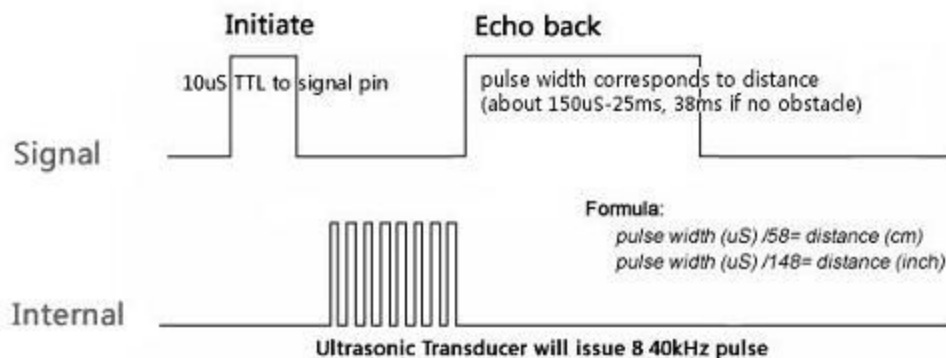 Initiate
Echo back
10uS TTL to signal pin
pulse width corresponds to distance
(about 150uS-25ms, 38ms if no obstacle)
Signal
Formula:
pulse width (uS) /58= distance (cm)
pulse width (uS) /148= distance (inch)
Internal
Ultrasonic Transducer will issue 8 40kHz pulse